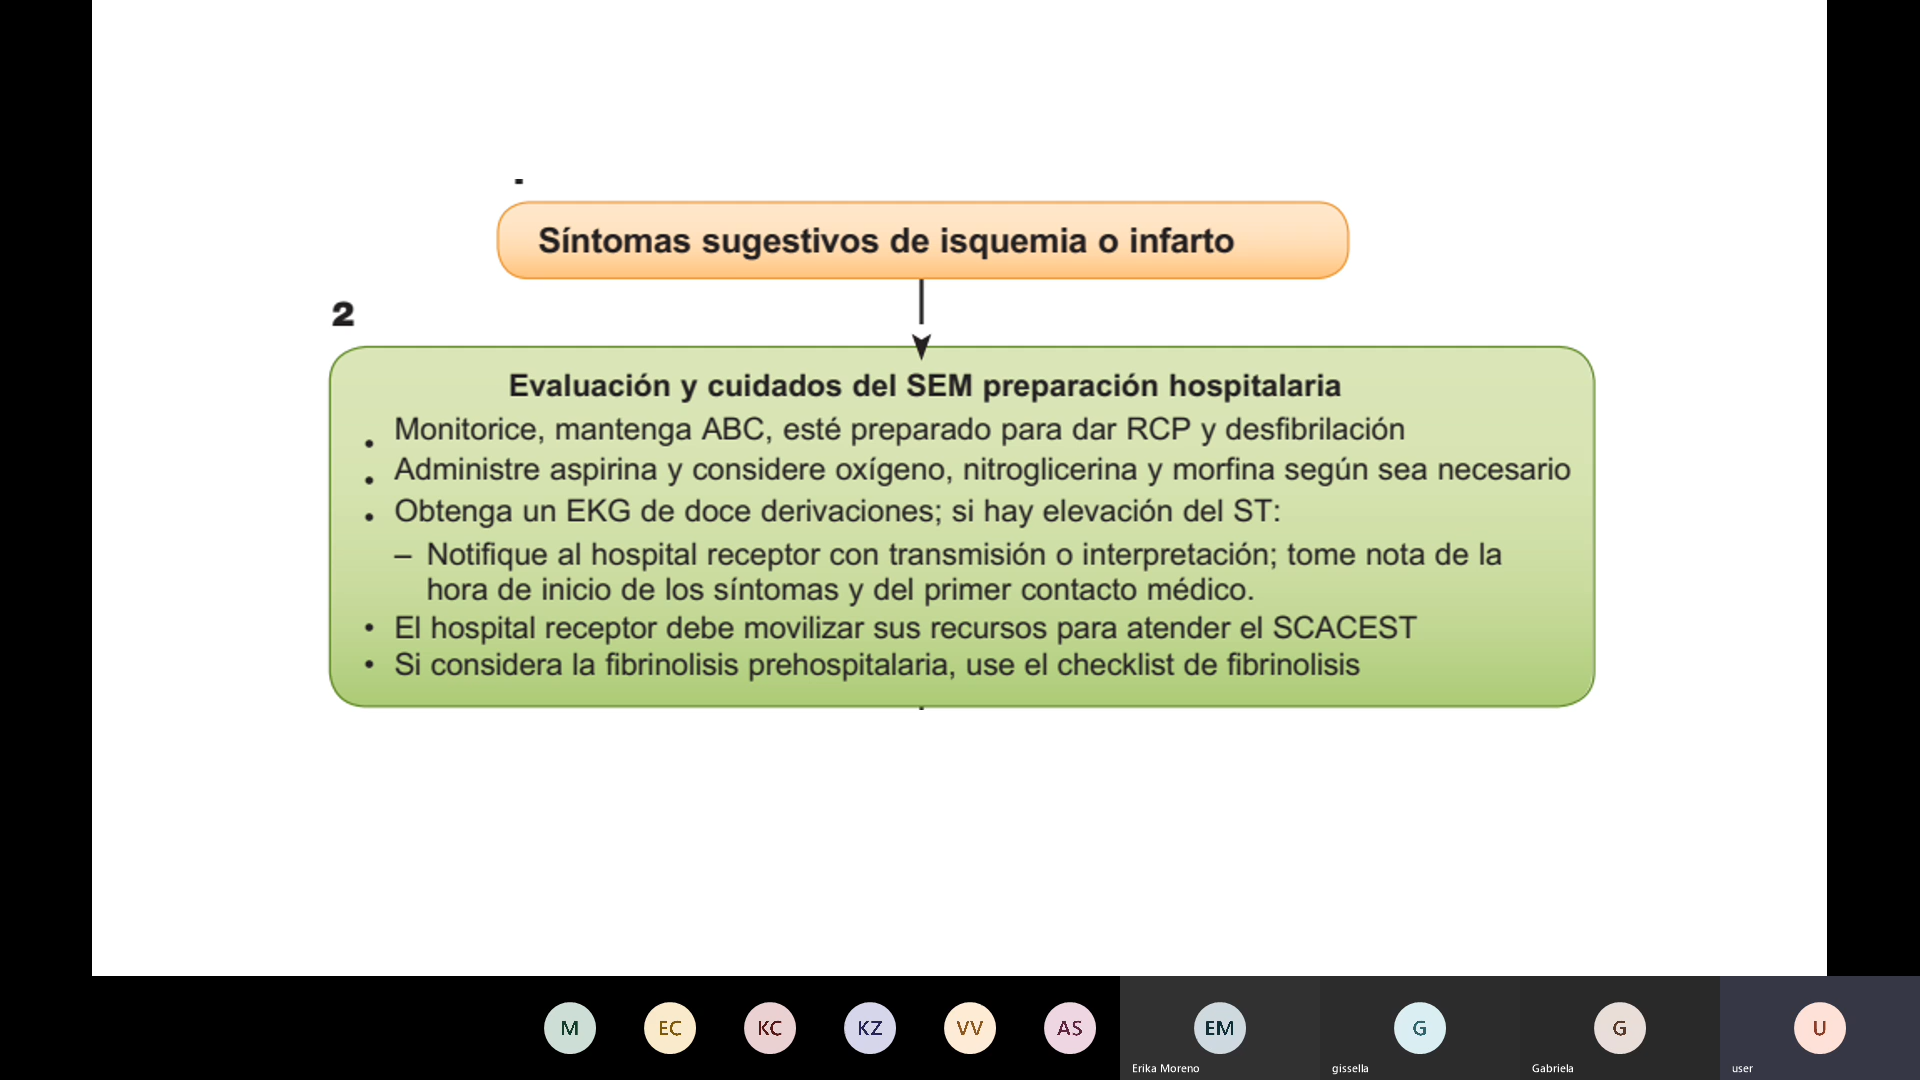 Síntomas sugestivos de isquemia o infarto
2
Evaluación y cuidados del SEM preparación hospitalaria
• Monitorice, mantenga ABC, esté preparado para dar RCP y desfibrilación
• Administre aspirina y considere oxígeno, nitroglicerina y morfina según sea necesario
• Obtenga un EKG de doce derivaciones; si hay elevación del ST:
– Notifique al hospital receptor con transmisión o interpretación; tome nota de la
hora de inicio de los síntomas y del primer contacto médico.
• El hospital receptor debe movilizar sus recursos para atender el SCACEST
• Si considera la fibrinolisis prehospitalaria, use el checklist de fibrinolisis
M EC KC KZ VV AS EM G G U
Erika Moreno gissella Gabriela user